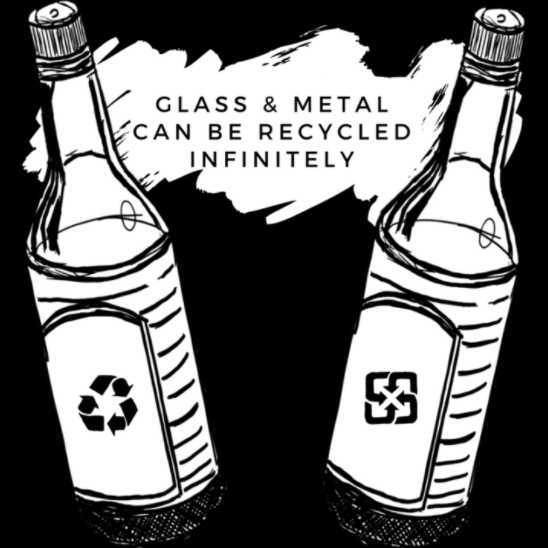 GLASS & METAL
CAN BE RECYCLED
INFINITELY